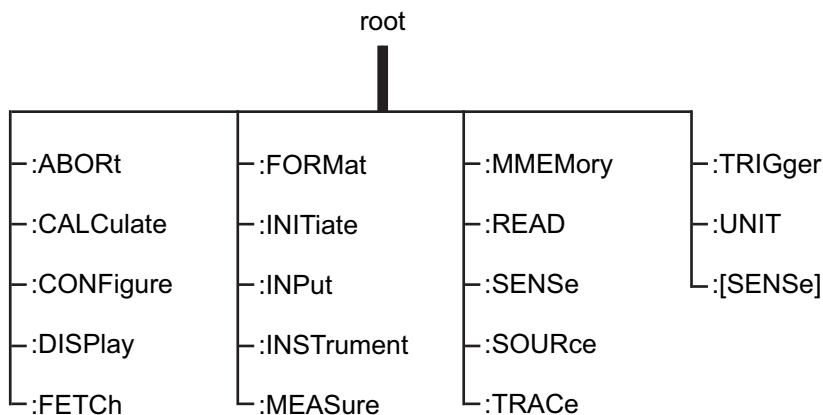 root
:ABORt
:CALCulate
:CONFigure
:DISPlay
:FETCh
:FORMat
:INITiate
:INPut
:INSTrument
:MEASure
:MMEMory
:READ
:SENSe
:SOURce
:TRACe
:TRIGger
:UNIT
:[SENSe]